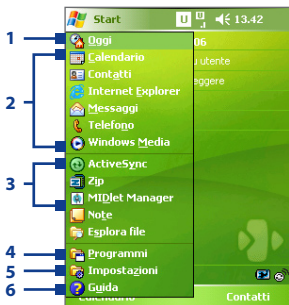 Start U 13.42
1 Oggi 06
Calendario u utente
Contatti eggere
Internet Explorer
2 Messaggi
Telefono
Windows Media
ActiveSync
3 Zip
MIDlet Manager
Note
Esplora file
4 Programmi
5 Impostazioni
6 Guida
Calendario Contatti